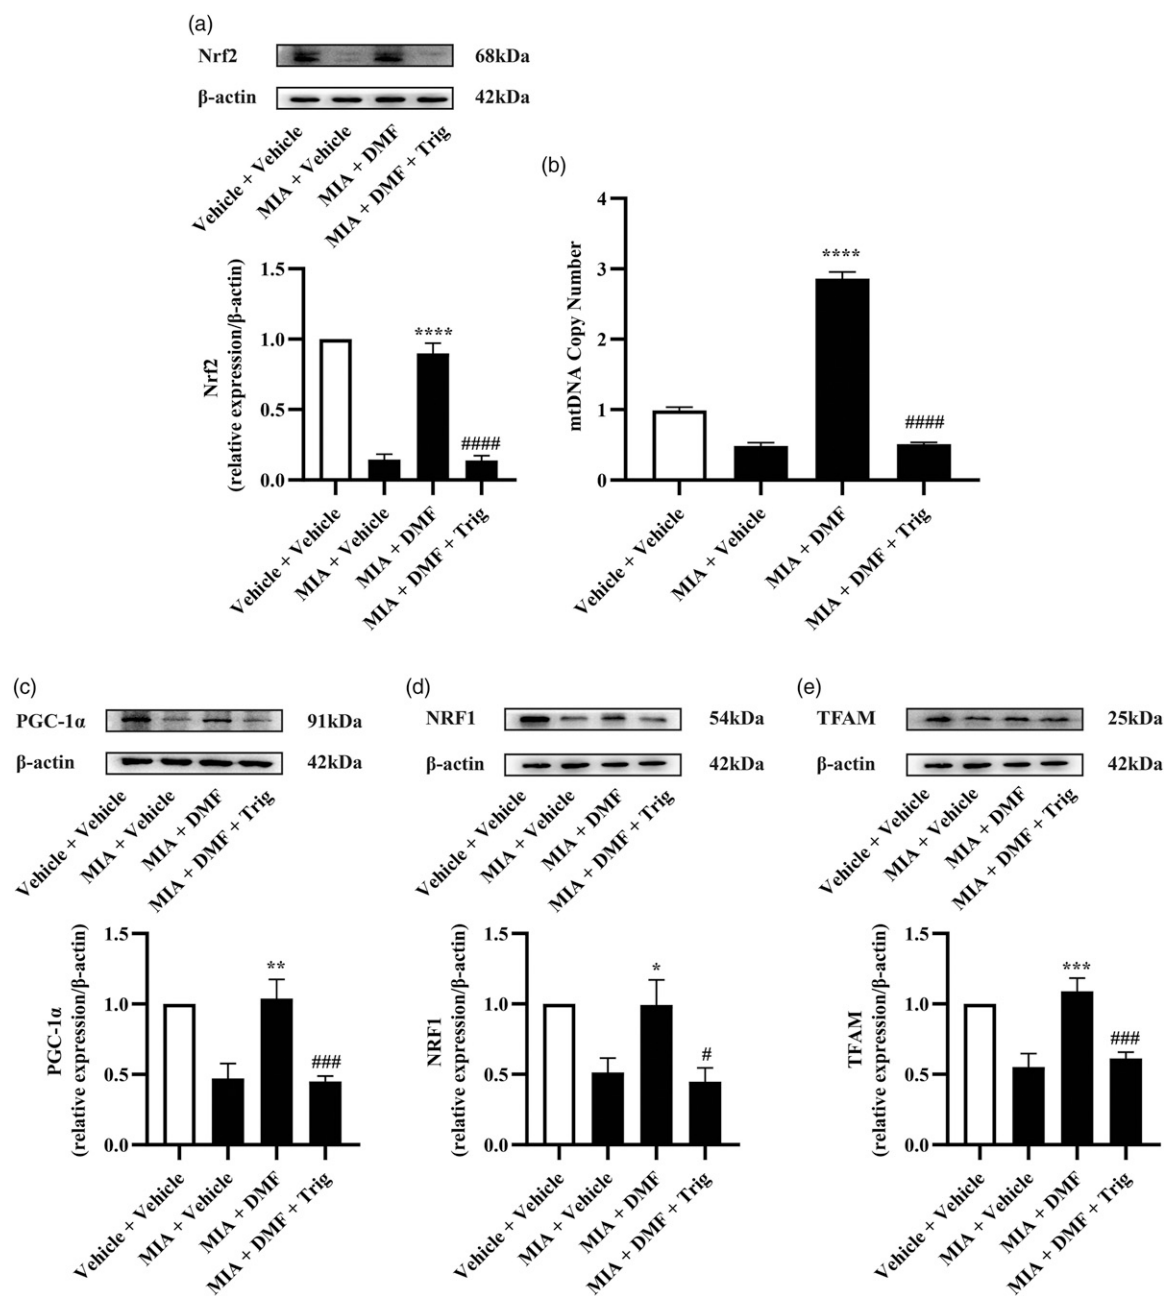 (a)
Nrf2
68kDa
β-actin
42kDa
Vehicle + Vehicle
MIA + Vehicle
MIA + DMF
MIA + DMF + Trig
Nrf2
(relative expression/β-actin)
1.5
1.0
0.5
0.0
****
####
Vehicle + Vehicle
MIA + Vehicle
MIA + DMF
MIA + DMF + Trig
(b)
mtDNA Copy Number
4
3
2
1
0
****
####
Vehicle + Vehicle
MIA + Vehicle
MIA + DMF
MIA + DMF + Trig
(c)
PGC-1α
91kDa
β-actin
42kDa
Vehicle + Vehicle
MIA + Vehicle
MIA + DMF
MIA + DMF + Trig
PGC-1α
(relative expression/β-actin)
1.5
1.0
0.5
0.0
**
###
Vehicle + Vehicle
MIA + Vehicle
MIA + DMF
MIA + DMF + Trig
(d)
NRF1
54kDa
β-actin
42kDa
Vehicle + Vehicle
MIA + Vehicle
MIA + DMF
MIA + DMF + Trig
NRF1
(relative expression/β-actin)
1.5
1.0
0.5
0.0
*
#
Vehicle + Vehicle
MIA + Vehicle
MIA + DMF
MIA + DMF + Trig
(e)
TFAM
25kDa
β-actin
42kDa
Vehicle + Vehicle
MIA + Vehicle
MIA + DMF
MIA + DMF + Trig
TFAM
(relative expression/β-actin)
1.5
1.0
0.5
0.0
***
###
Vehicle + Vehicle
MIA + Vehicle
MIA + DMF
MIA + DMF + Trig